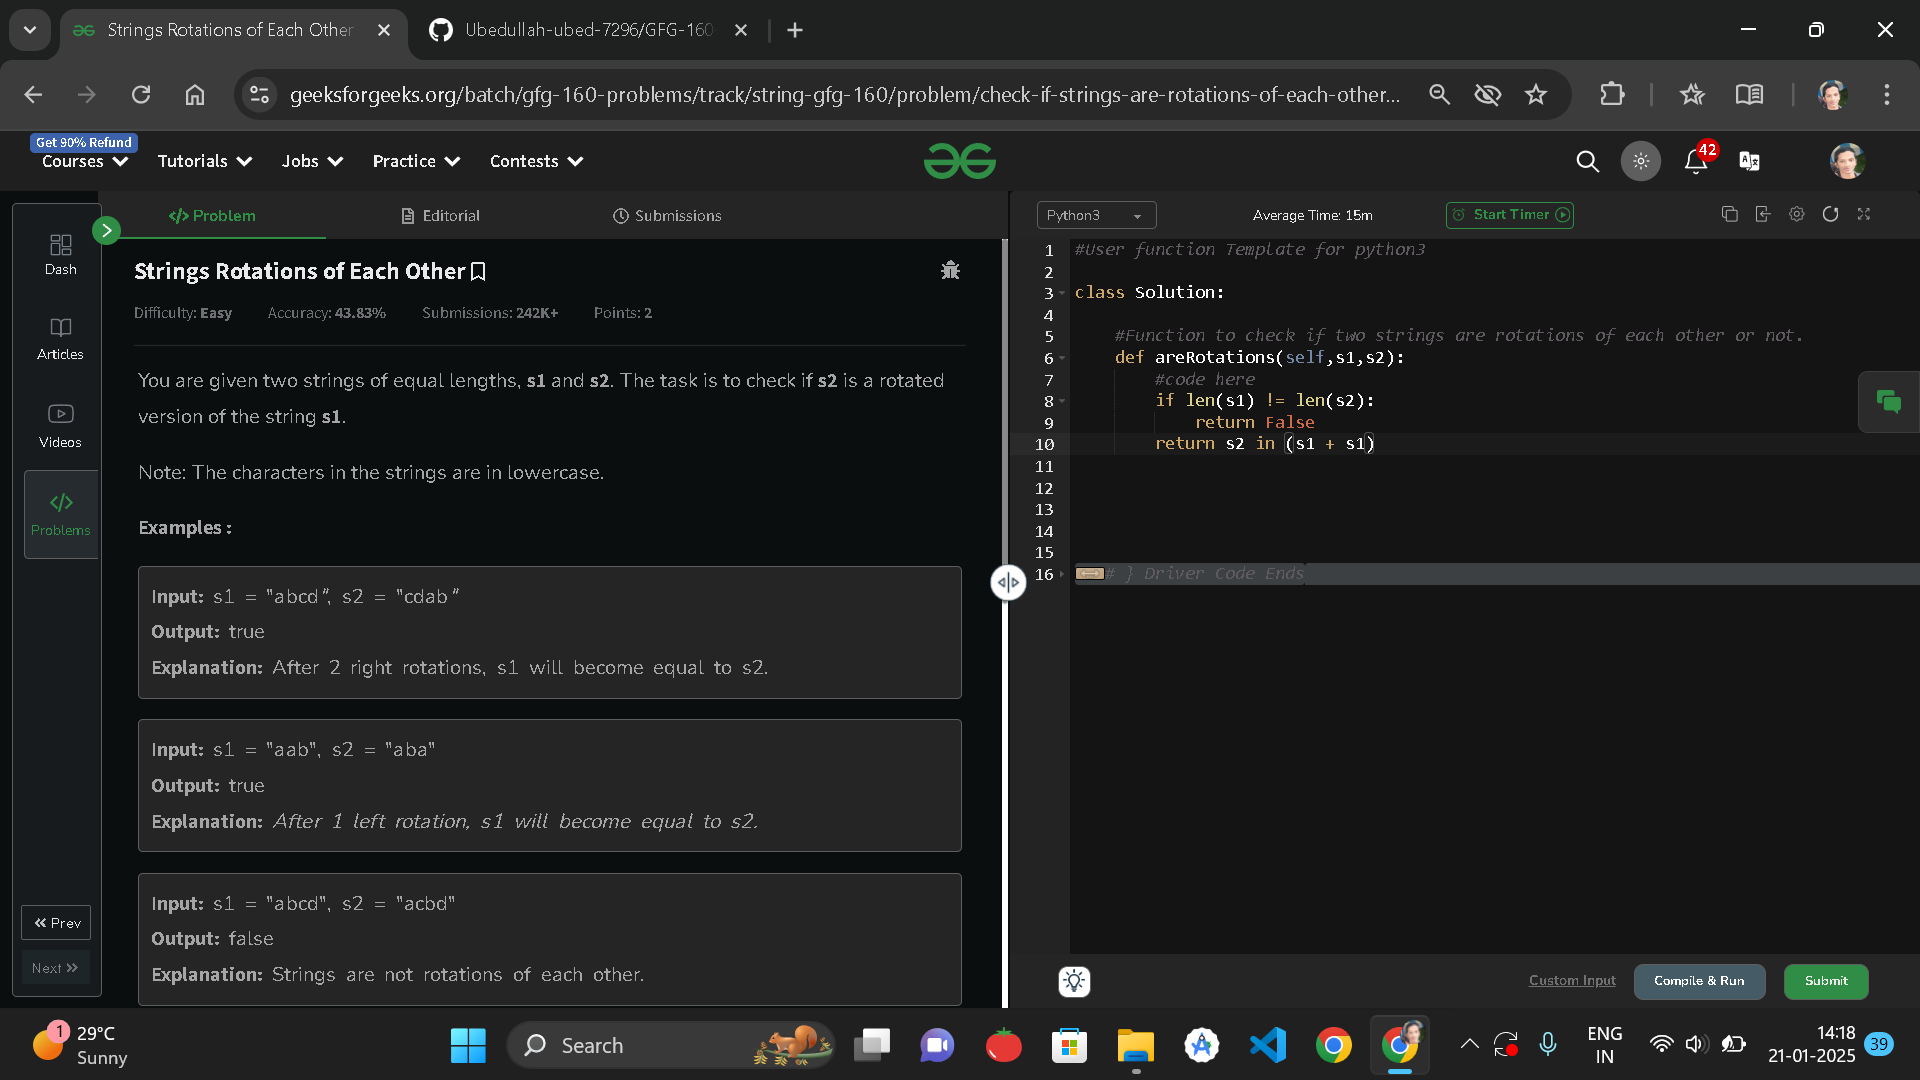 Strings Rotations of Each Other
Ubedullah-ubed-7296/GFG-160
geeksforgeeks.org/batch/gfg-160-problems/track/string-gfg-160/problem/check-if-strings-are-rotations-of-each-other...
Get 90% Refund
Courses
Tutorials
Jobs
Practice
Contests
42
Dash
Articles
Videos
Problems
Prev
Next
</> Problem
Editorial
Submissions
Strings Rotations of Each Other
Difficulty: Easy
Accuracy: 43.83%
Submissions: 242K+
Points: 2
You are given two strings of equal lengths, s1 and s2. The task is to check if s2 is a rotated
version of the string s1.
Note: The characters in the strings are in lowercase.
Examples :
Input: s1 = "abcd", s2 = "cdab"
Output: true
Explanation: After 2 right rotations, s1 will become equal to s2.
Input: s1 = "aab", s2 = "aba"
Output: true
Explanation: After 1 left rotation, s1 will become equal to s2.
Input: s1 = "abcd", s2 = "acbd"
Output: false
Explanation: Strings are not rotations of each other.
Python3
Average Time: 15m
Start Timer
1 #User function Template for python3
2
3 class Solution:
4
5 #Function to check if two strings are rotations of each other or not.
6 def areRotations(self,s1,s2):
7 #code here
8 if len(s1) != len(s2):
9 return False
10 return s2 in (s1 + s1)
11
12
13
14
15
16 # } Driver Code Ends
Custom Input
Compile & Run
Submit
1
29°C
Sunny
Search
ENG
IN
14:18
21-01-2025
39